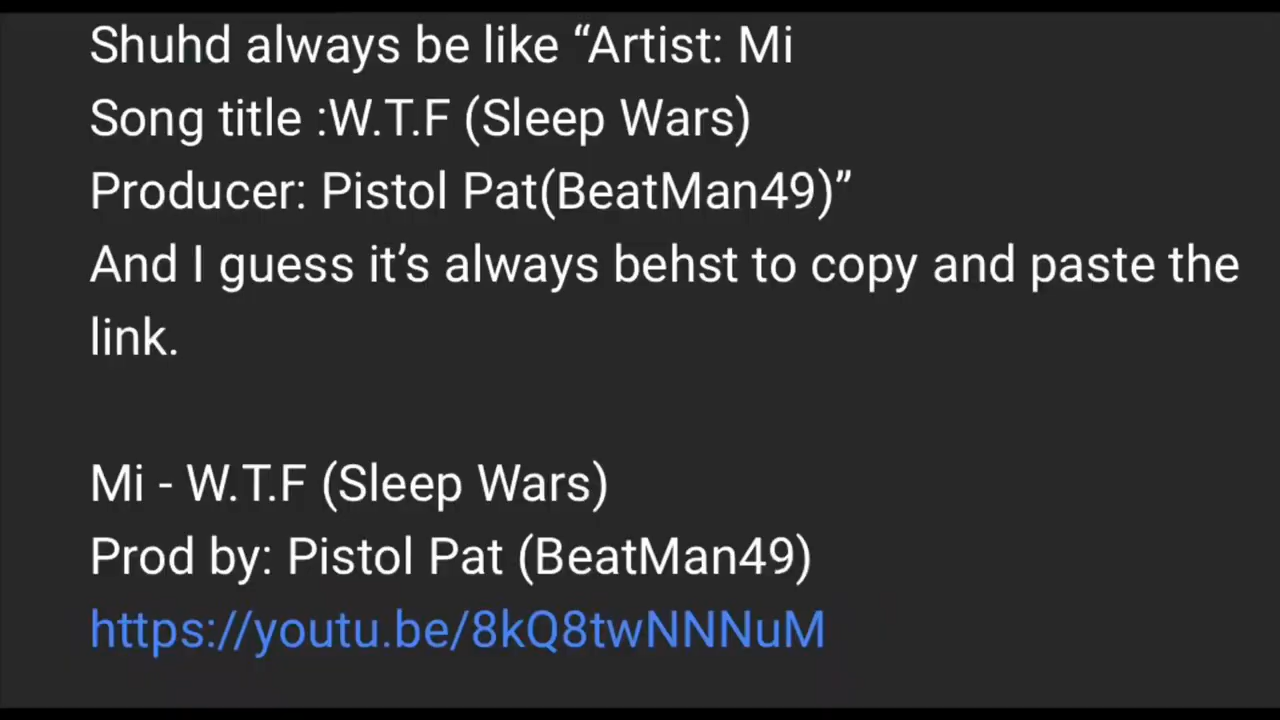 Shuhd always be like “Artist: Mi
Song title :W.T.F (Sleep Wars)
Producer: Pistol Pat(BeatMan49)”
And I guess it’s always behst to copy and paste the
link.
Mi - W.T.F (Sleep Wars)
Prod by: Pistol Pat (BeatMan49)
https://youtu.be/8kQ8twNNNuM